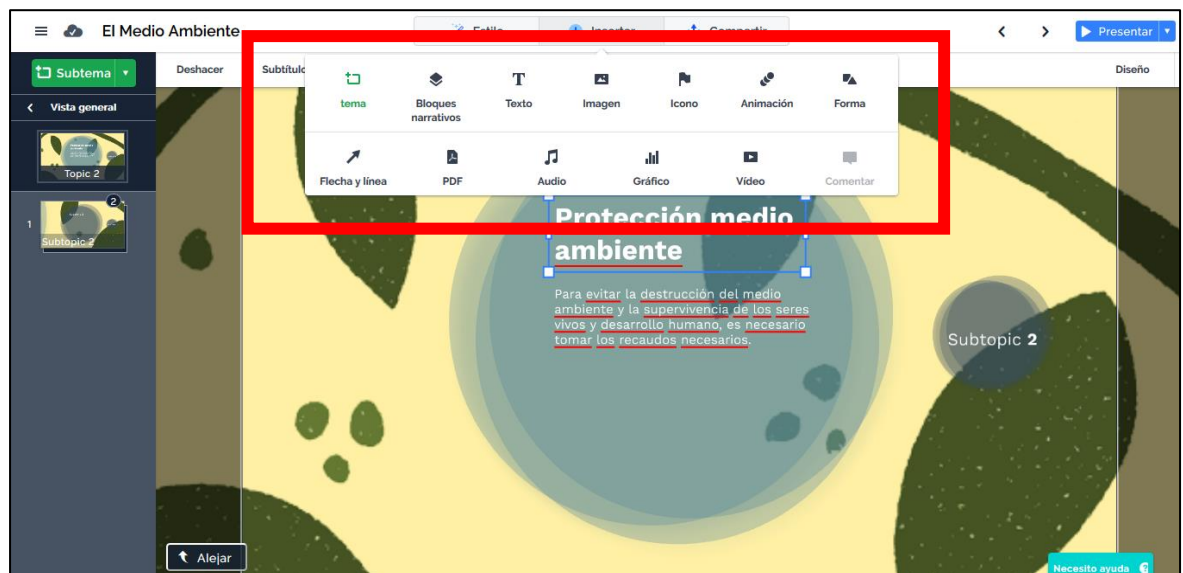 El Medio Ambiente
Estilo
Insertar
Compartir
Presentar
Subtema
Deshacer
Subtítulo
Diseño
Vista general
tema
Bloques
narrativos
Texto
Imagen
Icono
Animación
Forma
Flecha y línea
PDF
Audio
Gráfico
Vídeo
Comentar
Topic 2
1
2
Subtopic 2
Protección medio
ambiente
Para evitar la destrucción del medio
ambiente y la supervivencia de los seres
vivos y desarrollo humano, es necesario
tomar los recaudos necesarios.
Subtopic 2
Alejar
Necesito ayuda